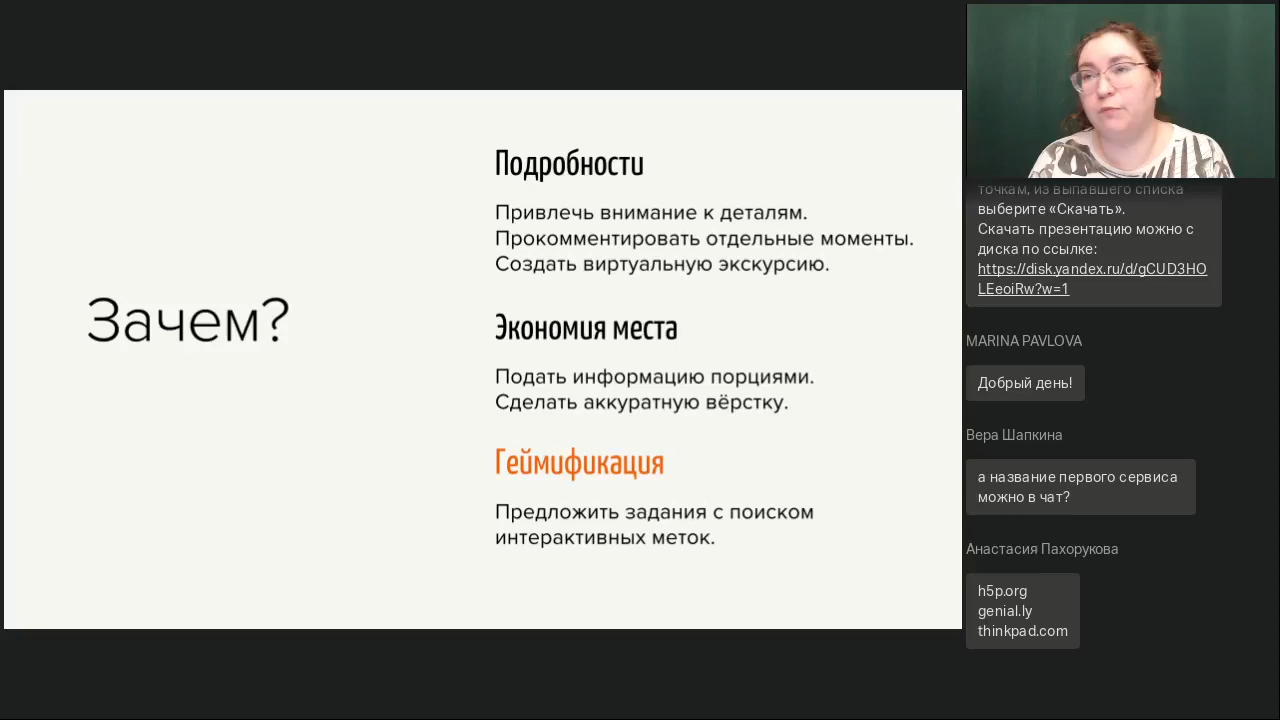 Зачем?
Подробности
Привлечь внимание к деталям.
Прокомментировать отдельные моменты.
Создать виртуальную экскурсию.
Экономия места
Подать информацию порциями.
Сделать аккуратную вёрстку.
Геймификация
Предложить задания с поиском
интерактивных меток.
точкам, из выпавшего списка
выберите «Скачать».
Скачать презентацию можно с
диска по ссылке:
https://disk.yandex.ru/d/gCUD3HO
LEeoiRw?w=1
MARINA PAVLOVA
Добрый день!
Вера Шапкина
а название первого сервиса
можно в чат?
Анастасия Пахорукова
h5p.org
genial.ly
thinkpad.com